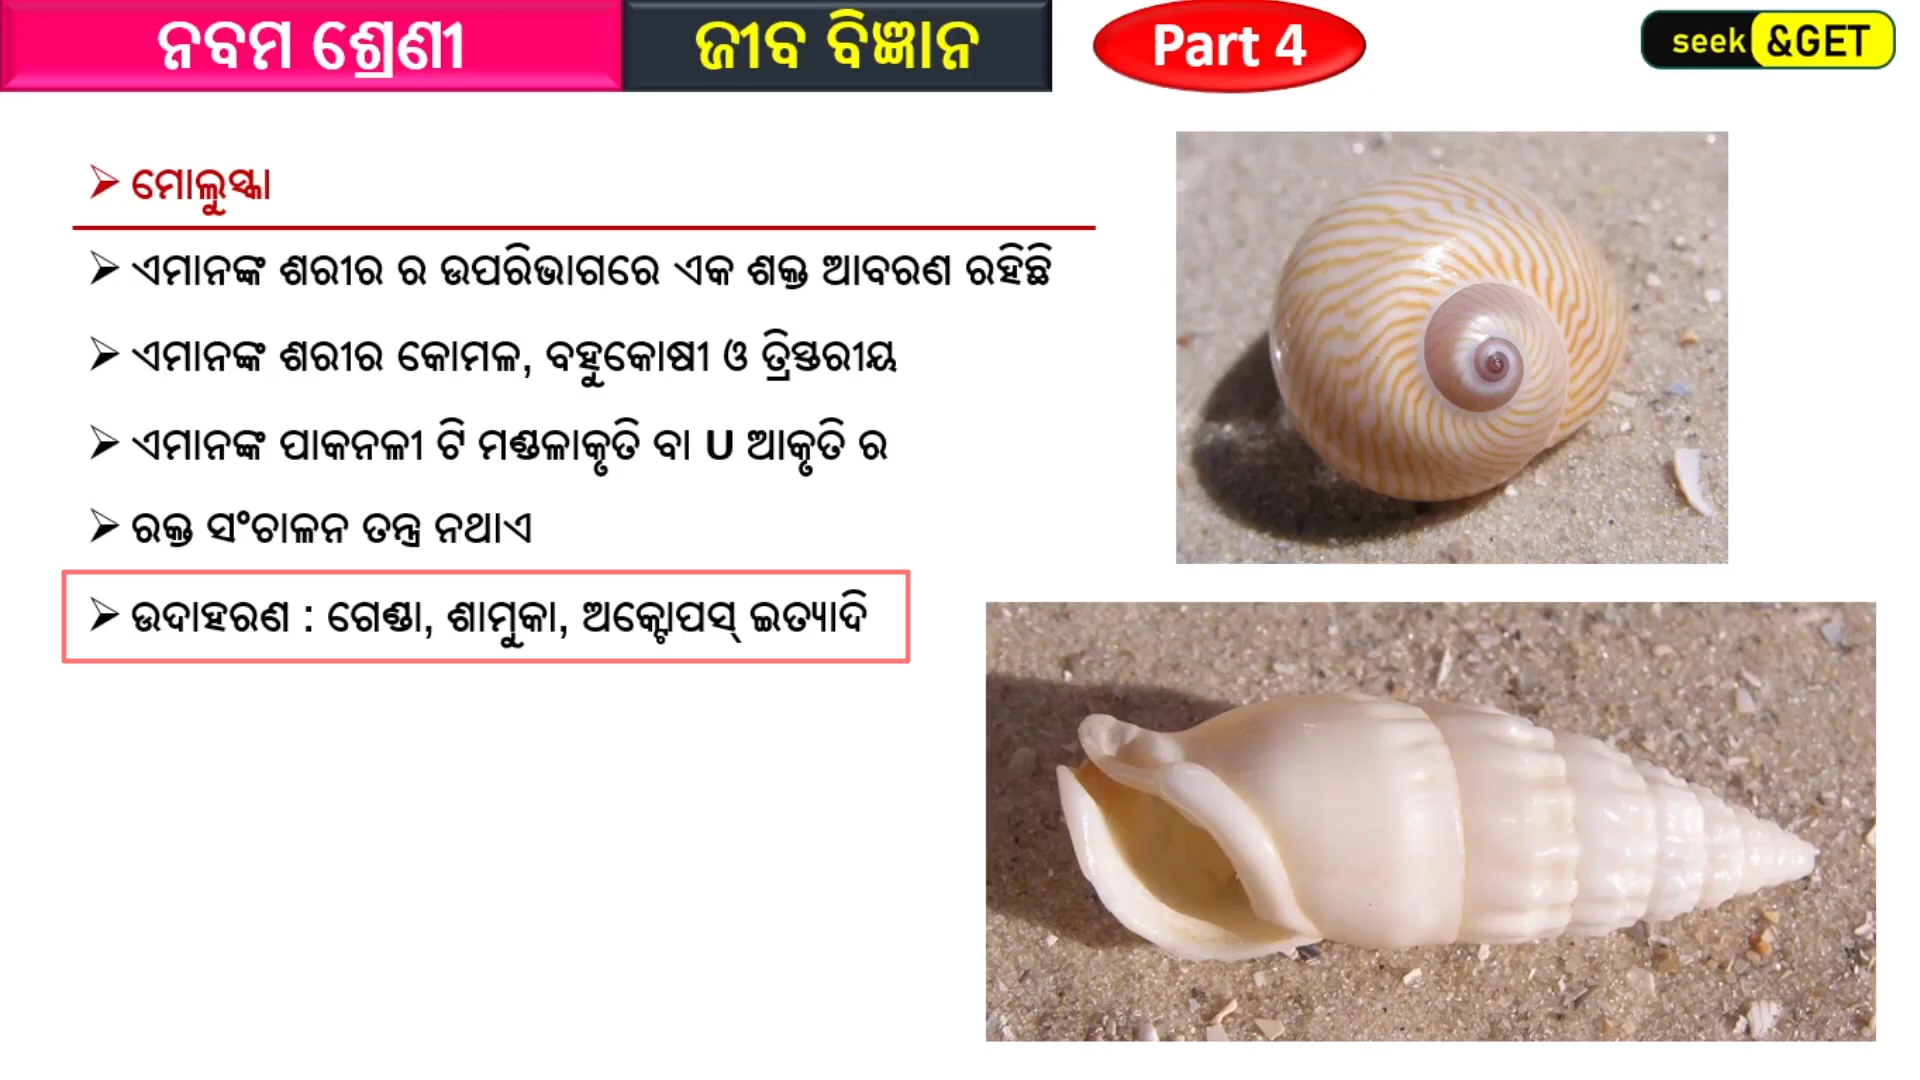 ନବମ ଶ୍ରେଣୀ
ଜୀବ ବିଜ୍ଞାନ
Part 4
seek &GET
➢ ମୋଲୁସ୍କା
➢ ଏମାନଙ୍କ ଶରୀର ର ଉପରିଭାଗରେ ଏକ ଶକ୍ତ ଆବରଣ ରହିଛି
➢ ଏମାନଙ୍କ ଶରୀର କୋମଳ, ବହୁକୋଷୀ ଓ ତ୍ରିସ୍ତରୀୟ
➢ ଏମାନଙ୍କ ପାକନଳୀ ଟି ମଣ୍ଡଳାକୃତି ବା U ଆକୃତି ର
➢ ରକ୍ତ ସଂଚାଳନ ତନ୍ତ୍ର ନଥାଏ
➢ ଉଦାହରଣ : ଗେଣ୍ଡା, ଶାମୁକା, ଅକ୍ଟୋପସ୍ ଇତ୍ୟାଦି